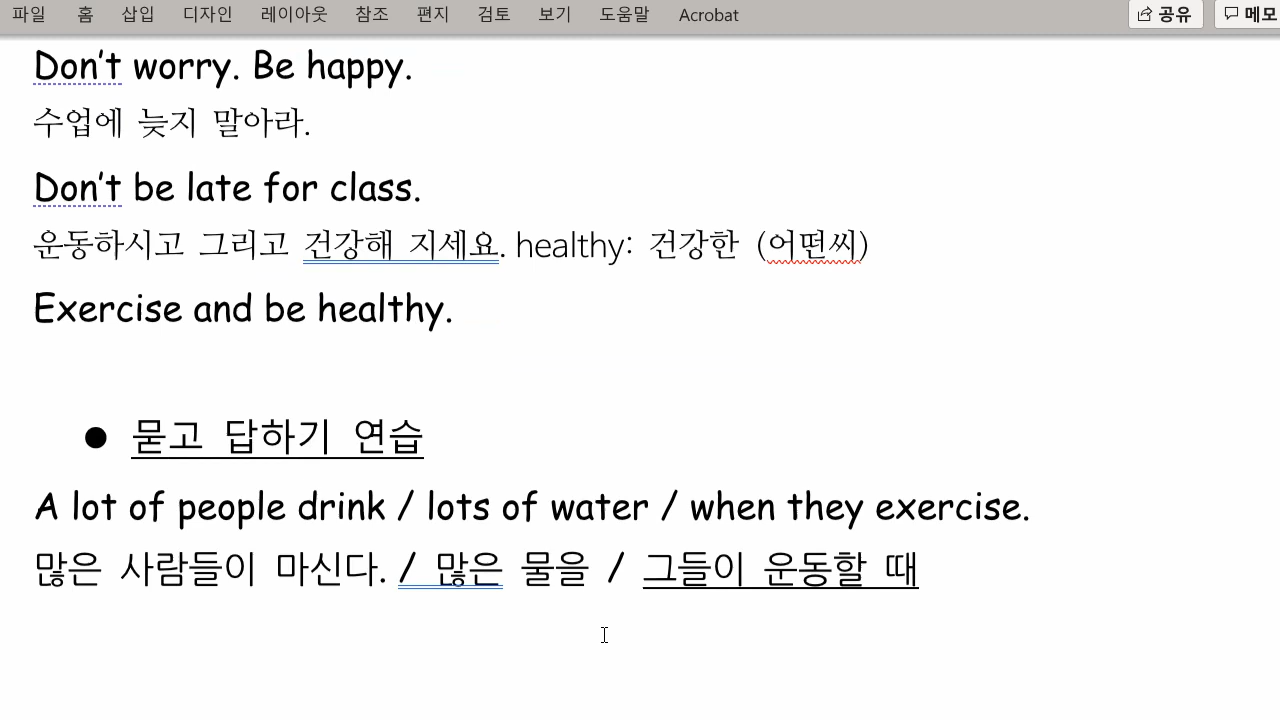 파일 홈 삽입 디자인 레이아웃 참조 편지 검토 보기 도움말 Acrobat 공유 메모
Don't worry. Be happy.
수업에 늦지 말아라.
Don't be late for class.
운동하시고 그리고 건강해 지세요. healthy: 건강한 (어떤씨)
Exercise and be healthy.
● 묻고 답하기 연습
A lot of people drink / lots of water / when they exercise.
많은 사람들이 마신다. / 많은 물을 / 그들이 운동할 때